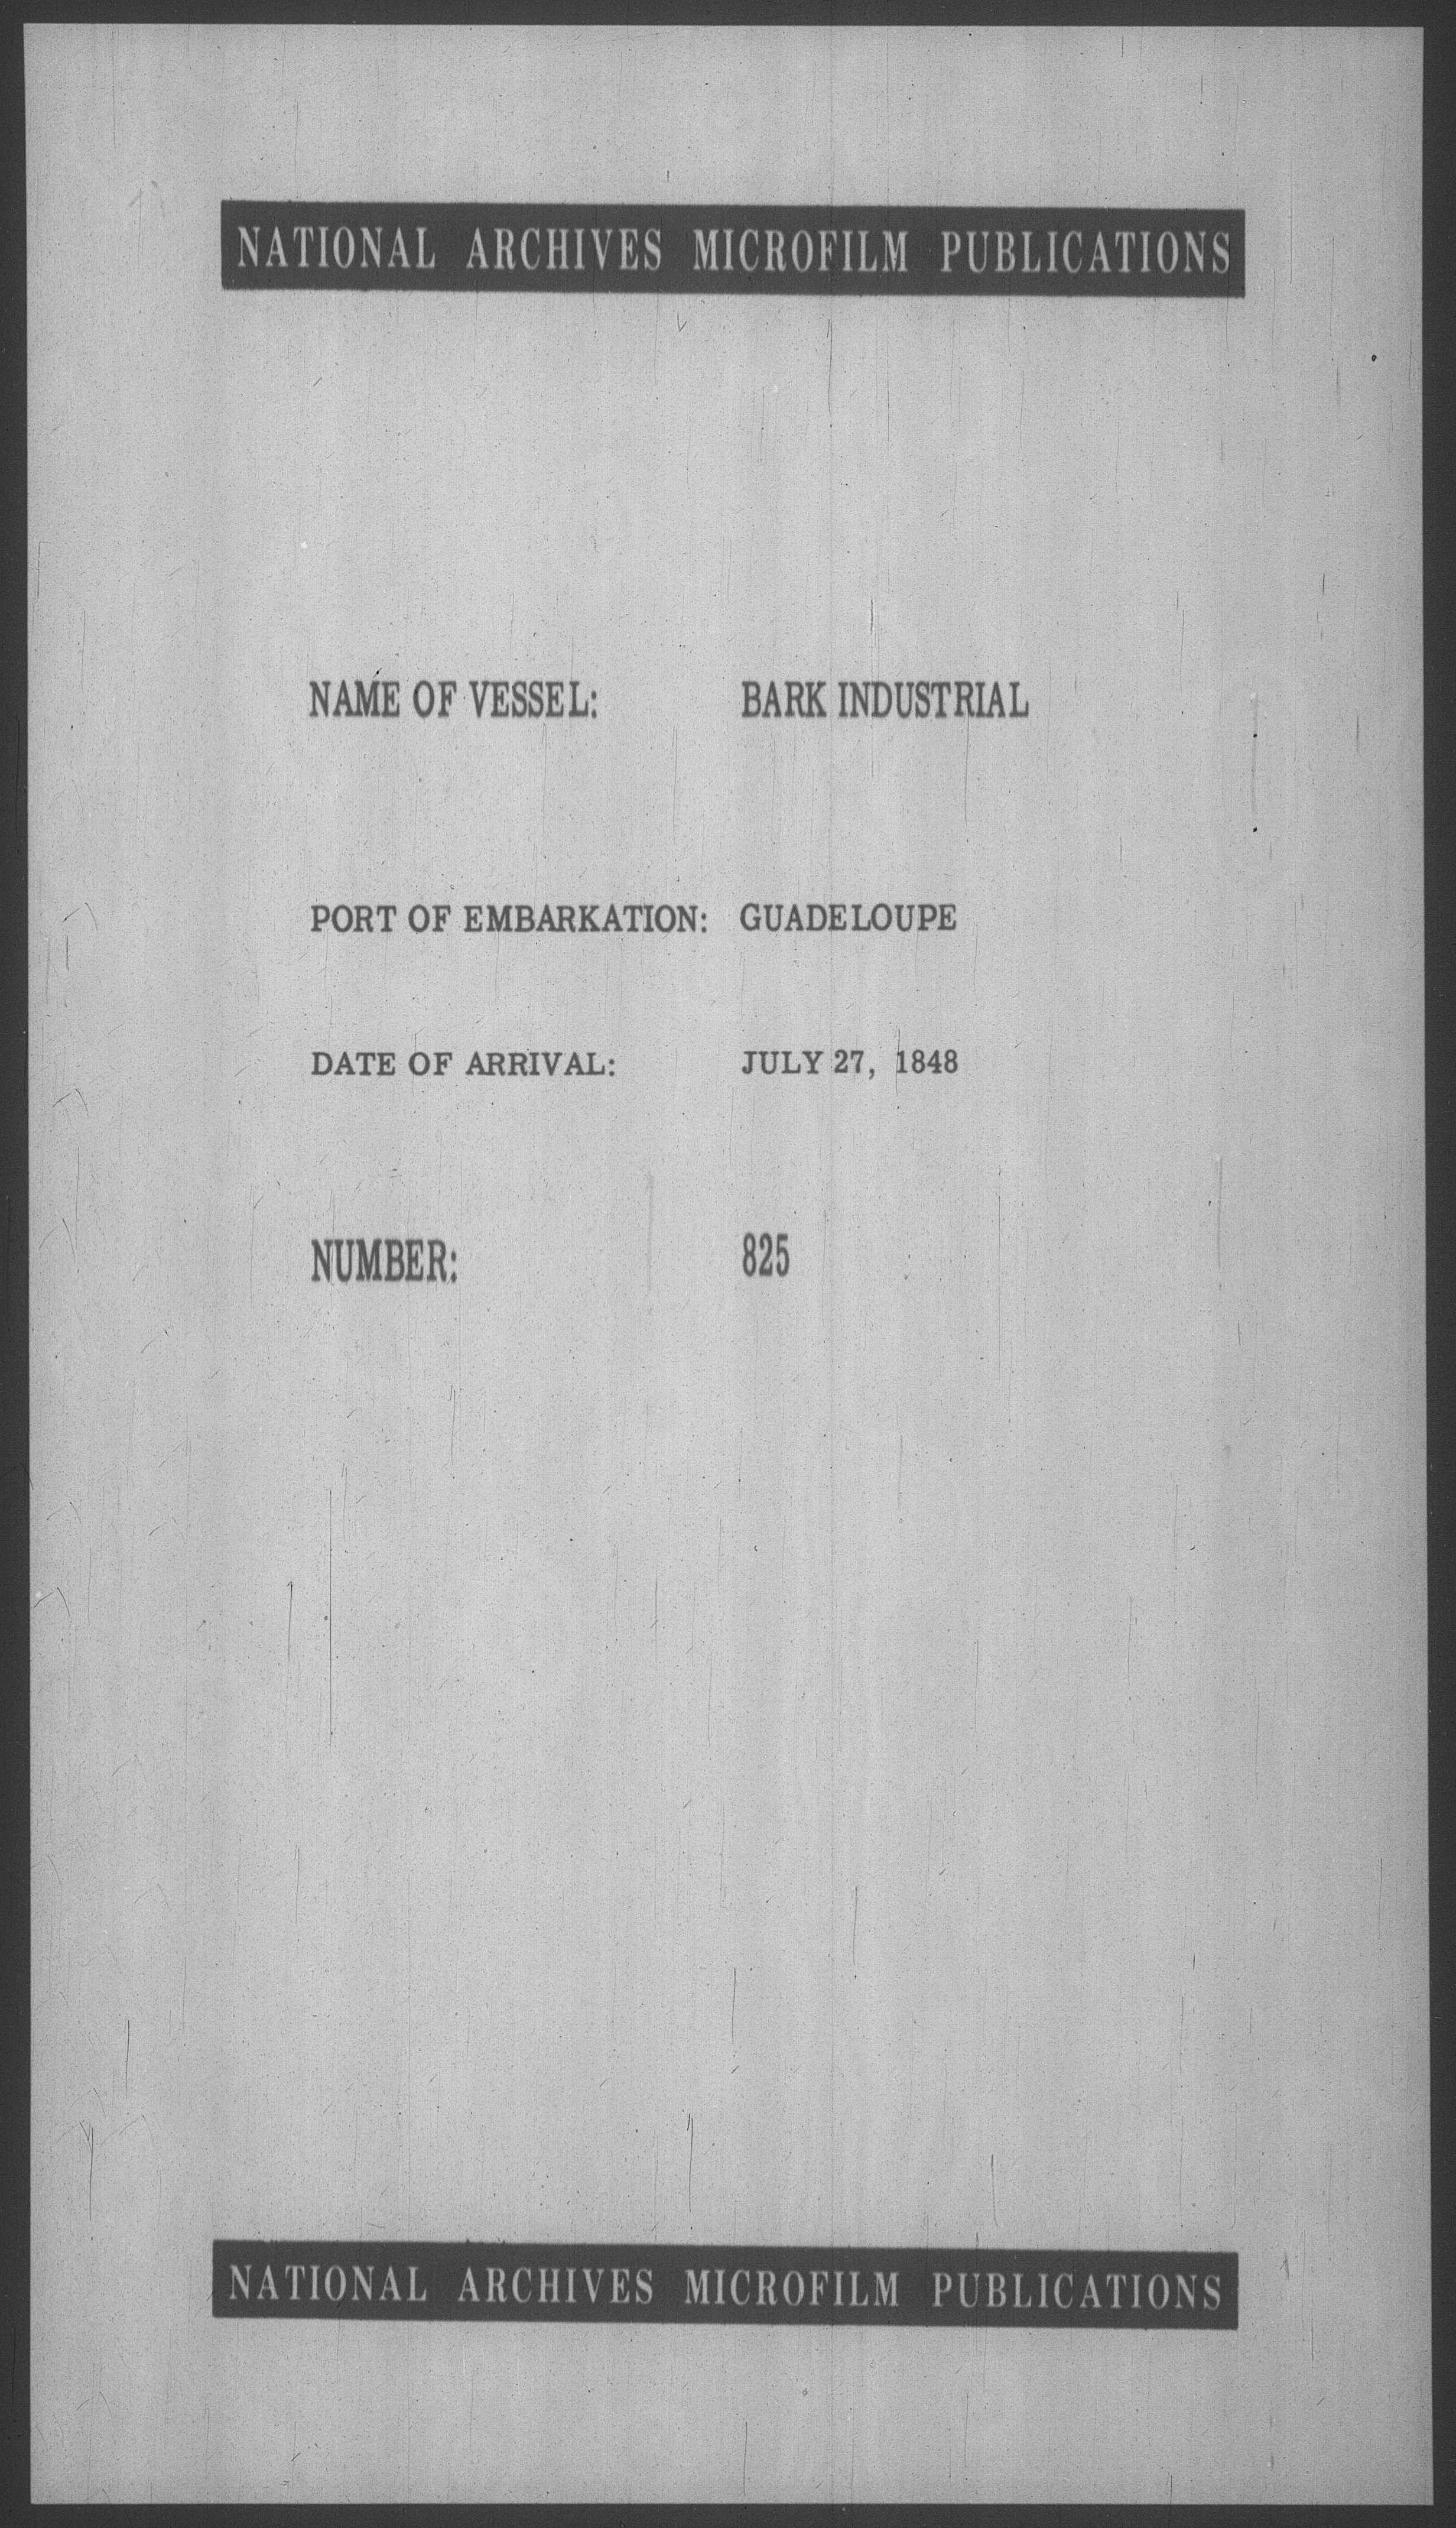 NATIONAL ARCHIVES MICROFILM PUBLICATIONS
NAME OF VESSEL: BARK INDUSTRIAL
PORT OF EMBARKATION: GUADELOUPE
DATE OF ARRIVAL: JULY 27, 1848
NUMBER: 825
NATIONAL ARCHIVES MICROFILM PUBLICATIONS